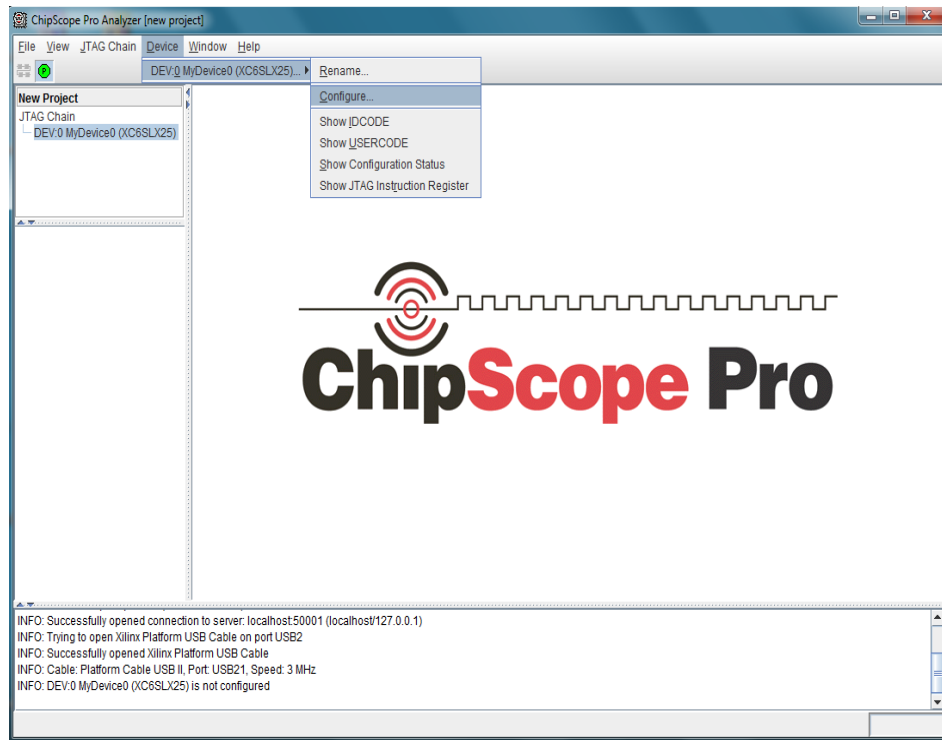 ChipScope Pro Analyzer [new project]
File View JTAG Chain Device Window Help
DEV:0 MyDevice0 (XC6SLX25)... Rename...
New Project
Configure...
JTAG Chain
DEV:0 MyDevice0 (XC6SLX25)
Show IDCODE
Show USERCODE
Show Configuration Status
Show JTAG Instruction Register
ChipScope Pro
INFO: Successfully opened connection to server: localhost:50001 (localhost/127.0.0.1)
INFO: Trying to open Xilinx Platform USB Cable on port USB2
INFO: Successfully opened Xilinx Platform USB Cable
INFO: Cable: Platform Cable USB II, Port: USB21, Speed: 3 MHz
INFO: DEV:0 MyDevice0 (XC6SLX25) is not configured